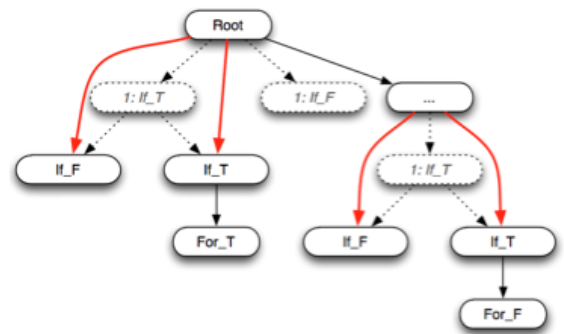 Root
1: If_T
1: If_F
...
If_F
If_T
1: If_T
For_T
If_F
If_T
For_F